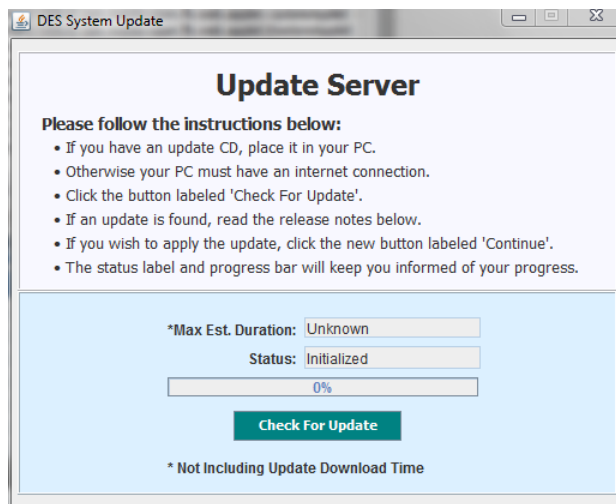 DES System Update
Update Server
Please follow the instructions below:
• If you have an update CD, place it in your PC.
• Otherwise your PC must have an internet connection.
• Click the button labeled 'Check For Update'.
• If an update is found, read the release notes below.
• If you wish to apply the update, click the new button labeled 'Continue'.
• The status label and progress bar will keep you informed of your progress.
*Max Est. Duration: Unknown
Status: Initialized
0%
Check For Update
* Not Including Update Download Time